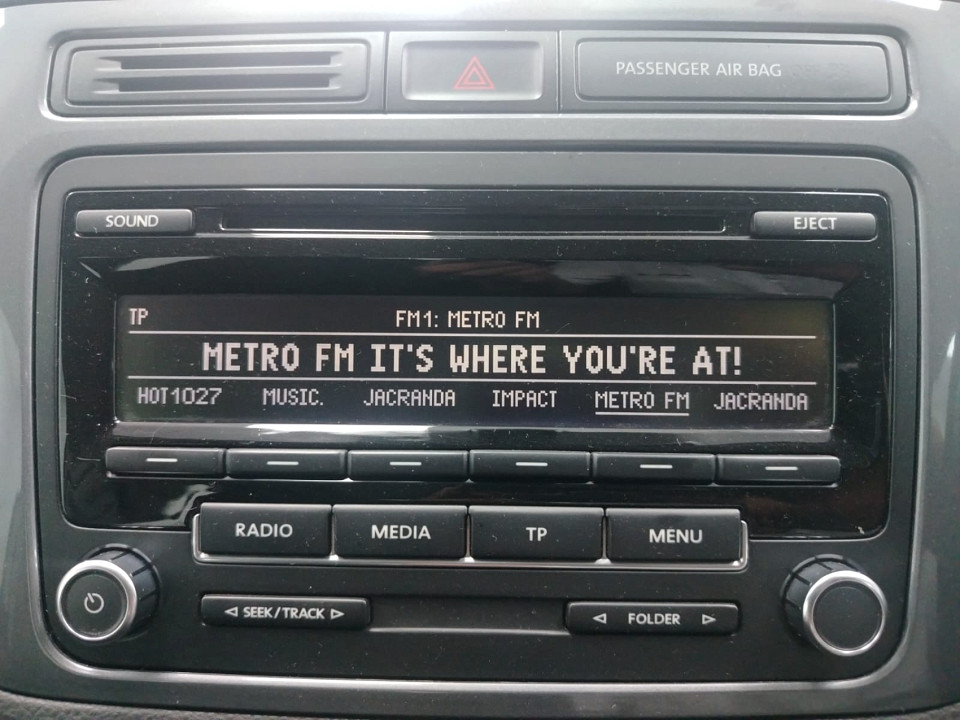 PASSENGER AIR BAG
SOUND EJECT
TP FM1: METRO FM
METRO FM IT'S WHERE YOU'RE AT!
HOT1027 MUSIC. JACRANDA IMPACT METRO FM JACRANDA
RADIO MEDIA TP MENU
SEEK/TRACK FOLDER